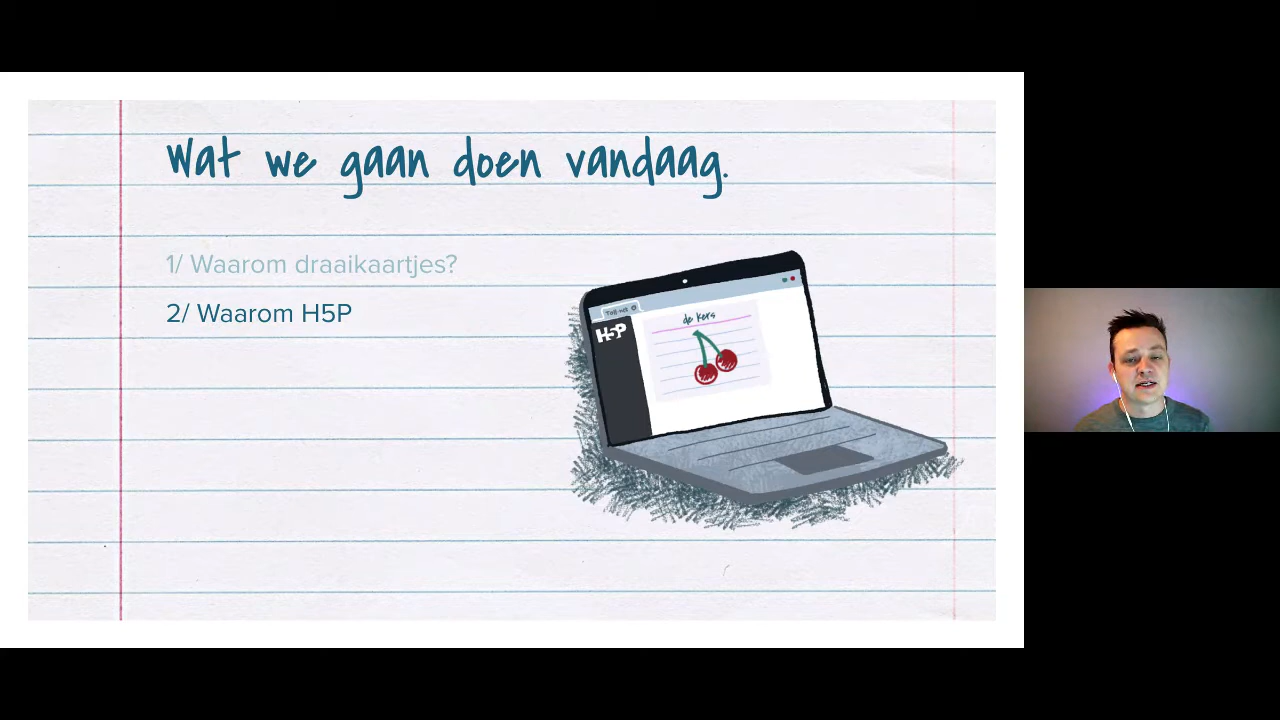 Wat we gaan doen vandaag.
1/ Waarom draaikaartjes?
2/ Waarom H5P
H5P
de kers